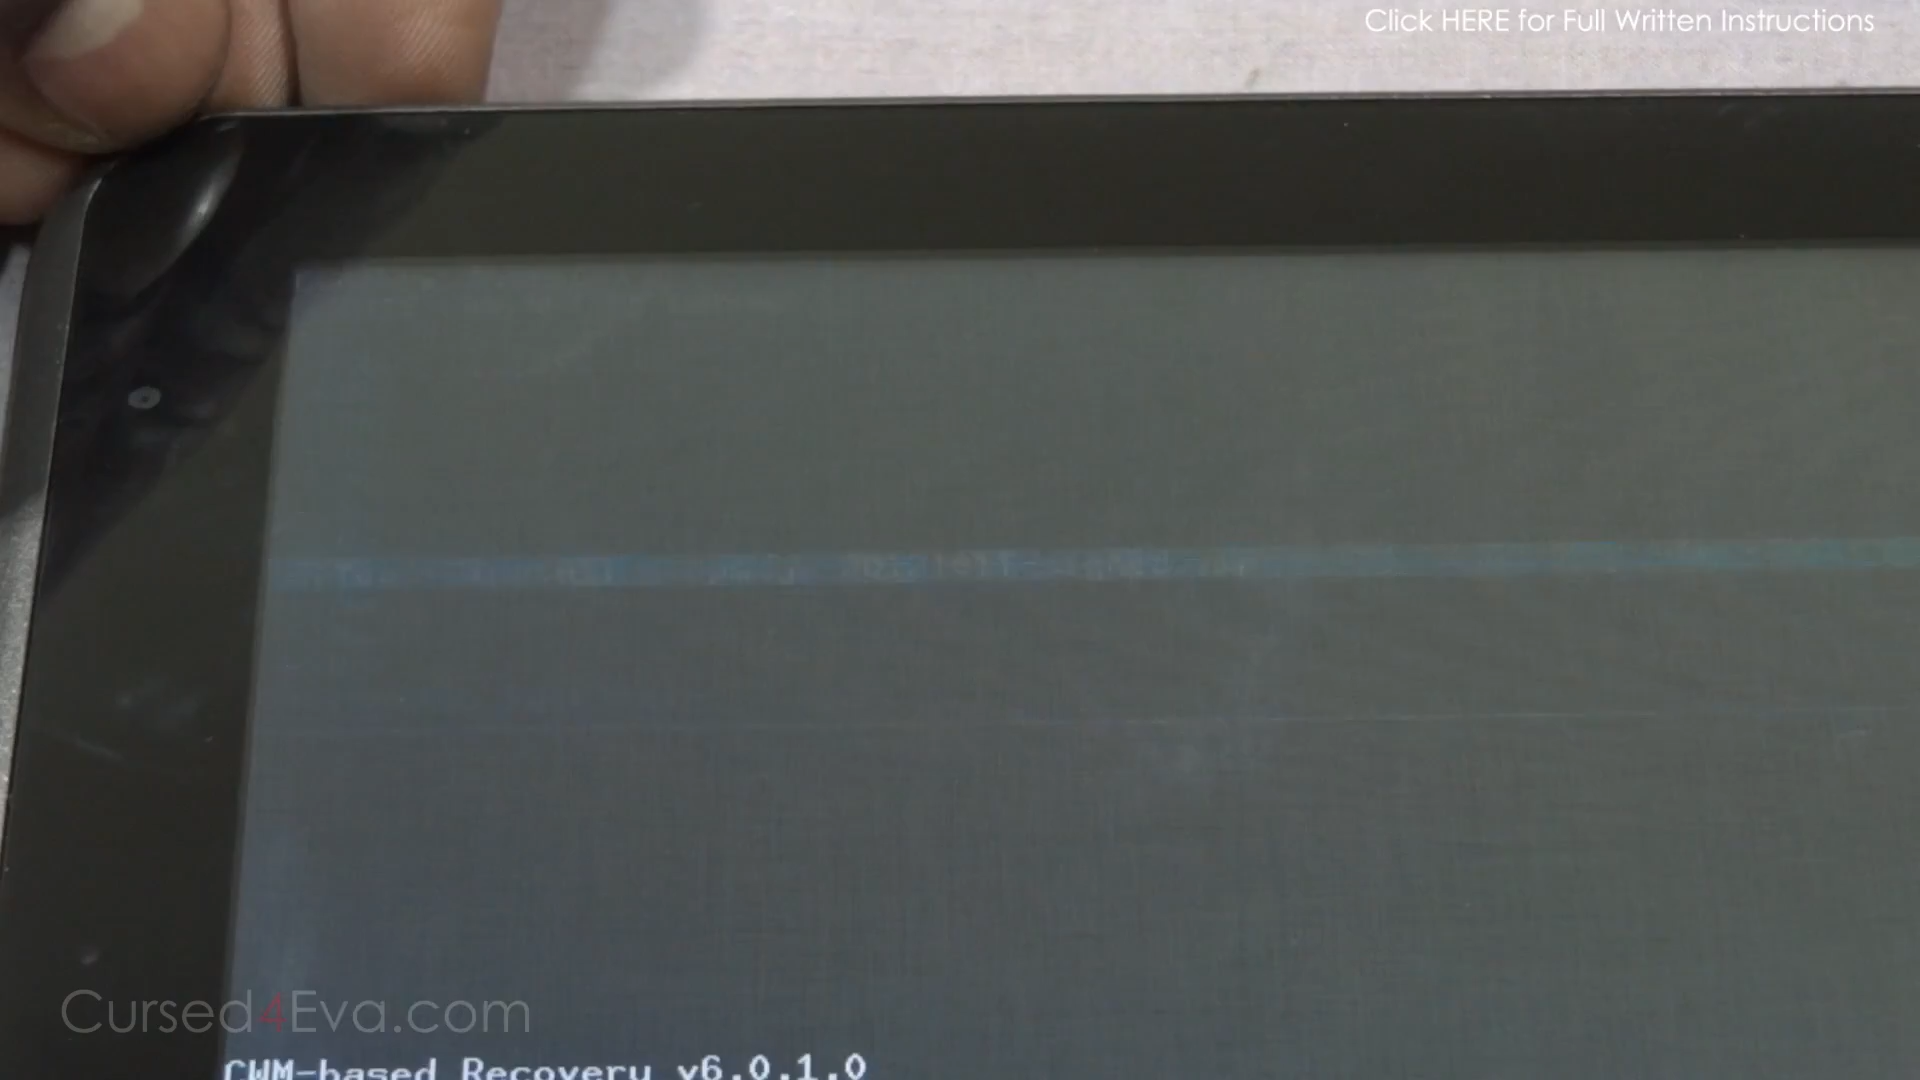 Click HERE for Full Written Instructions
Cursed4Eva.com
CWM-based Recovery v6.0.1.0